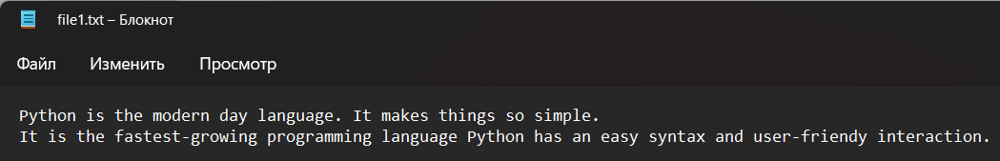 file1.txt – Блокнот
Файл Изменить Просмотр
Python is the modern day language. It makes things so simple.
It is the fastest-growing programming language Python has an easy syntax and user-friendy interaction.